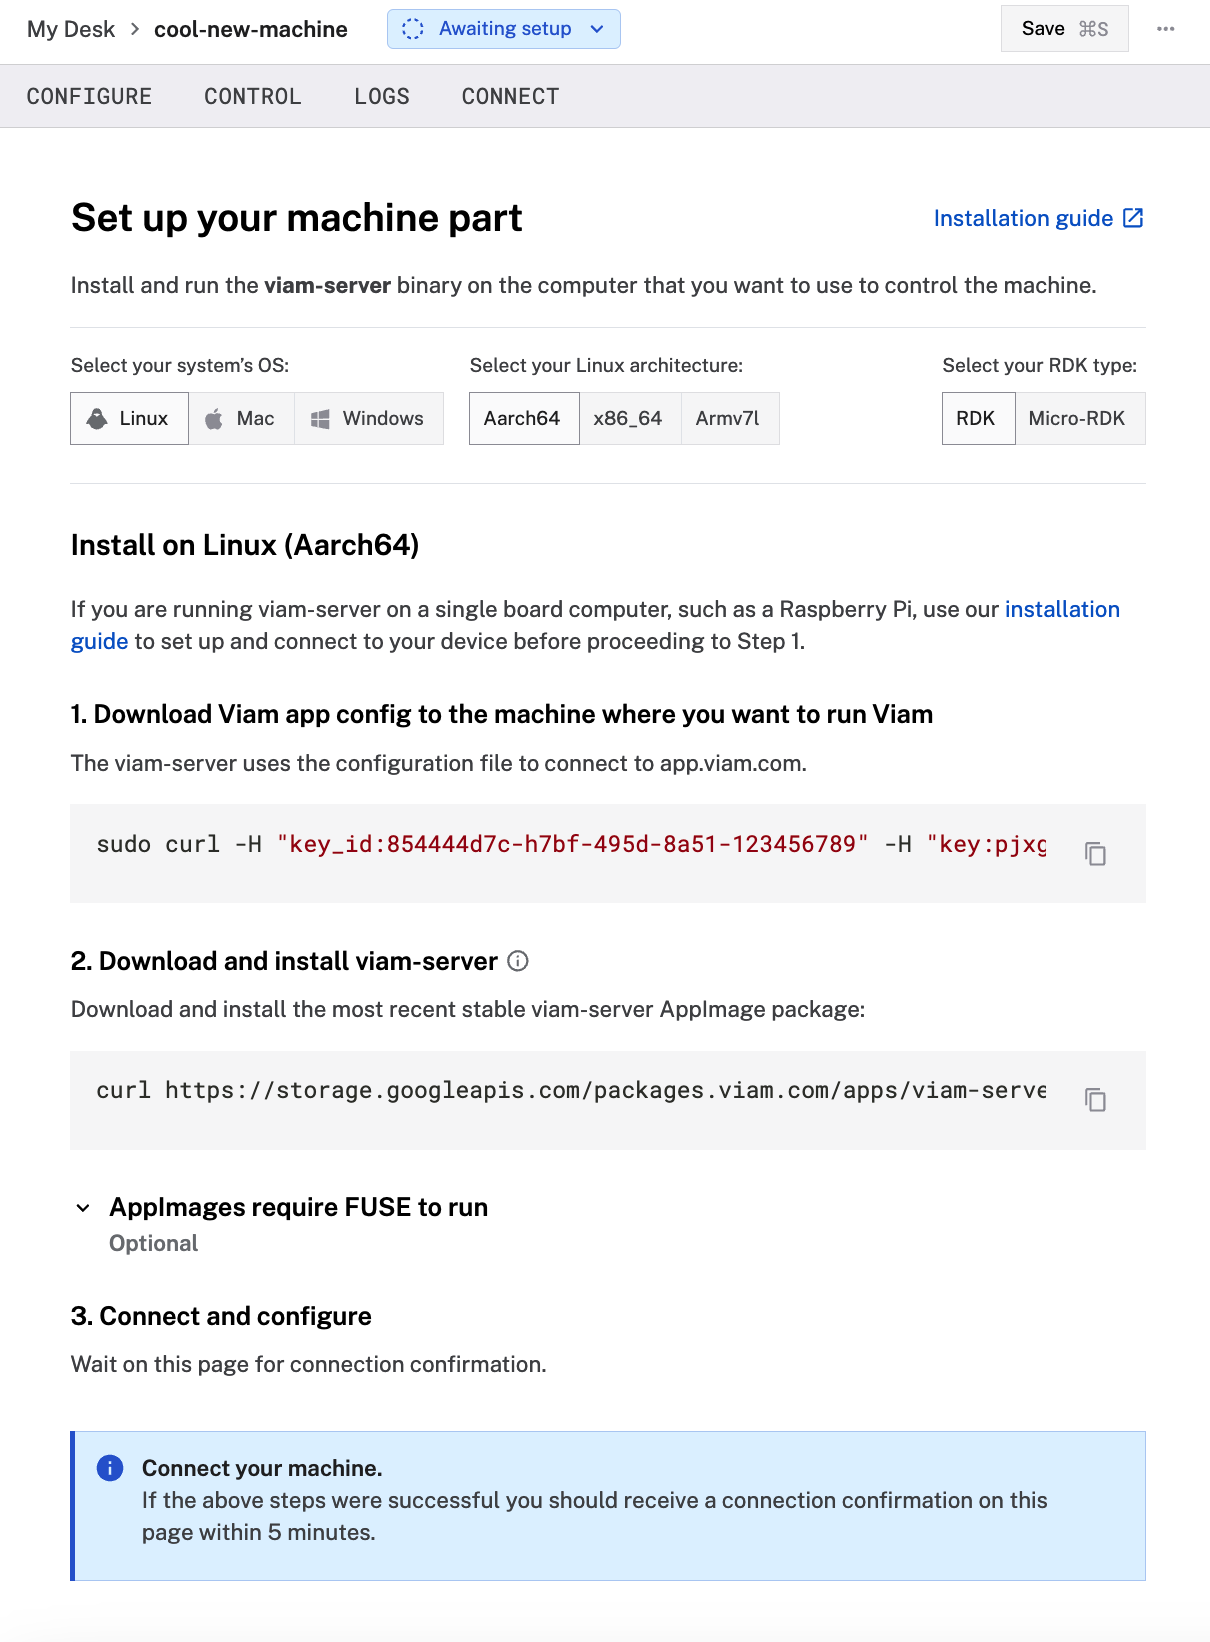 My Desk > cool-new-machine Awaiting setup Save ⌘S ···
CONFIGURE CONTROL LOGS CONNECT
Set up your machine part Installation guide
Install and run the viam-server binary on the computer that you want to use to control the machine.
Select your system’s OS: Select your Linux architecture: Select your RDK type:
Linux Mac Windows Aarch64 x86_64 Armv7l RDK Micro-RDK
Install on Linux (Aarch64)
If you are running viam-server on a single board computer, such as a Raspberry Pi, use our installation
guide to set up and connect to your device before proceeding to Step 1.
1. Download Viam app config to the machine where you want to run Viam
The viam-server uses the configuration file to connect to app.viam.com.
sudo curl -H "key_id:854444d7c-h7bf-495d-8a51-123456789" -H "key:pjxg
2. Download and install viam-server
Download and install the most recent stable viam-server AppImage package:
curl https://storage.googleapis.com/packages.viam.com/apps/viam-serve
AppImages require FUSE to run
Optional
3. Connect and configure
Wait on this page for connection confirmation.
Connect your machine.
If the above steps were successful you should receive a connection confirmation on this
page within 5 minutes.